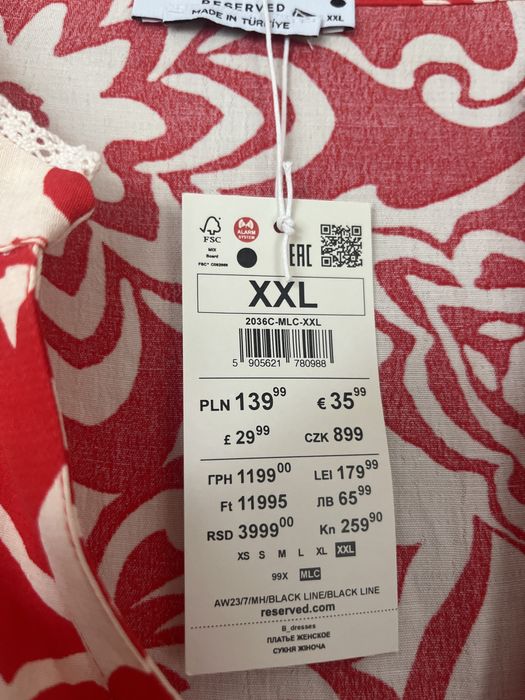 RESERVED
MADE IN TÜRKİYE
XXL
FSC
MIX
Board
FSC® C092969
ALARM
SYSTEM
EAC
XXL
2036C-MLC-XXL
5 905621 780988
PLN 139⁹⁹ € 35⁹⁹
£ 29⁹⁹ CZK 899
ГРН 1199⁰⁰ LEI 179⁹⁹
Ft 11995 ЛВ 65⁹⁹
RSD 3999⁰⁰ Kn 259⁹⁰
XS S M L XL XXL
99X MLC
AW23/7/MH/BLACK LINE/BLACK LINE
reserved.com
B_dresses
ПЛАТЬЕ ЖЕНСКОЕ
СУКНЯ ЖІНОЧА